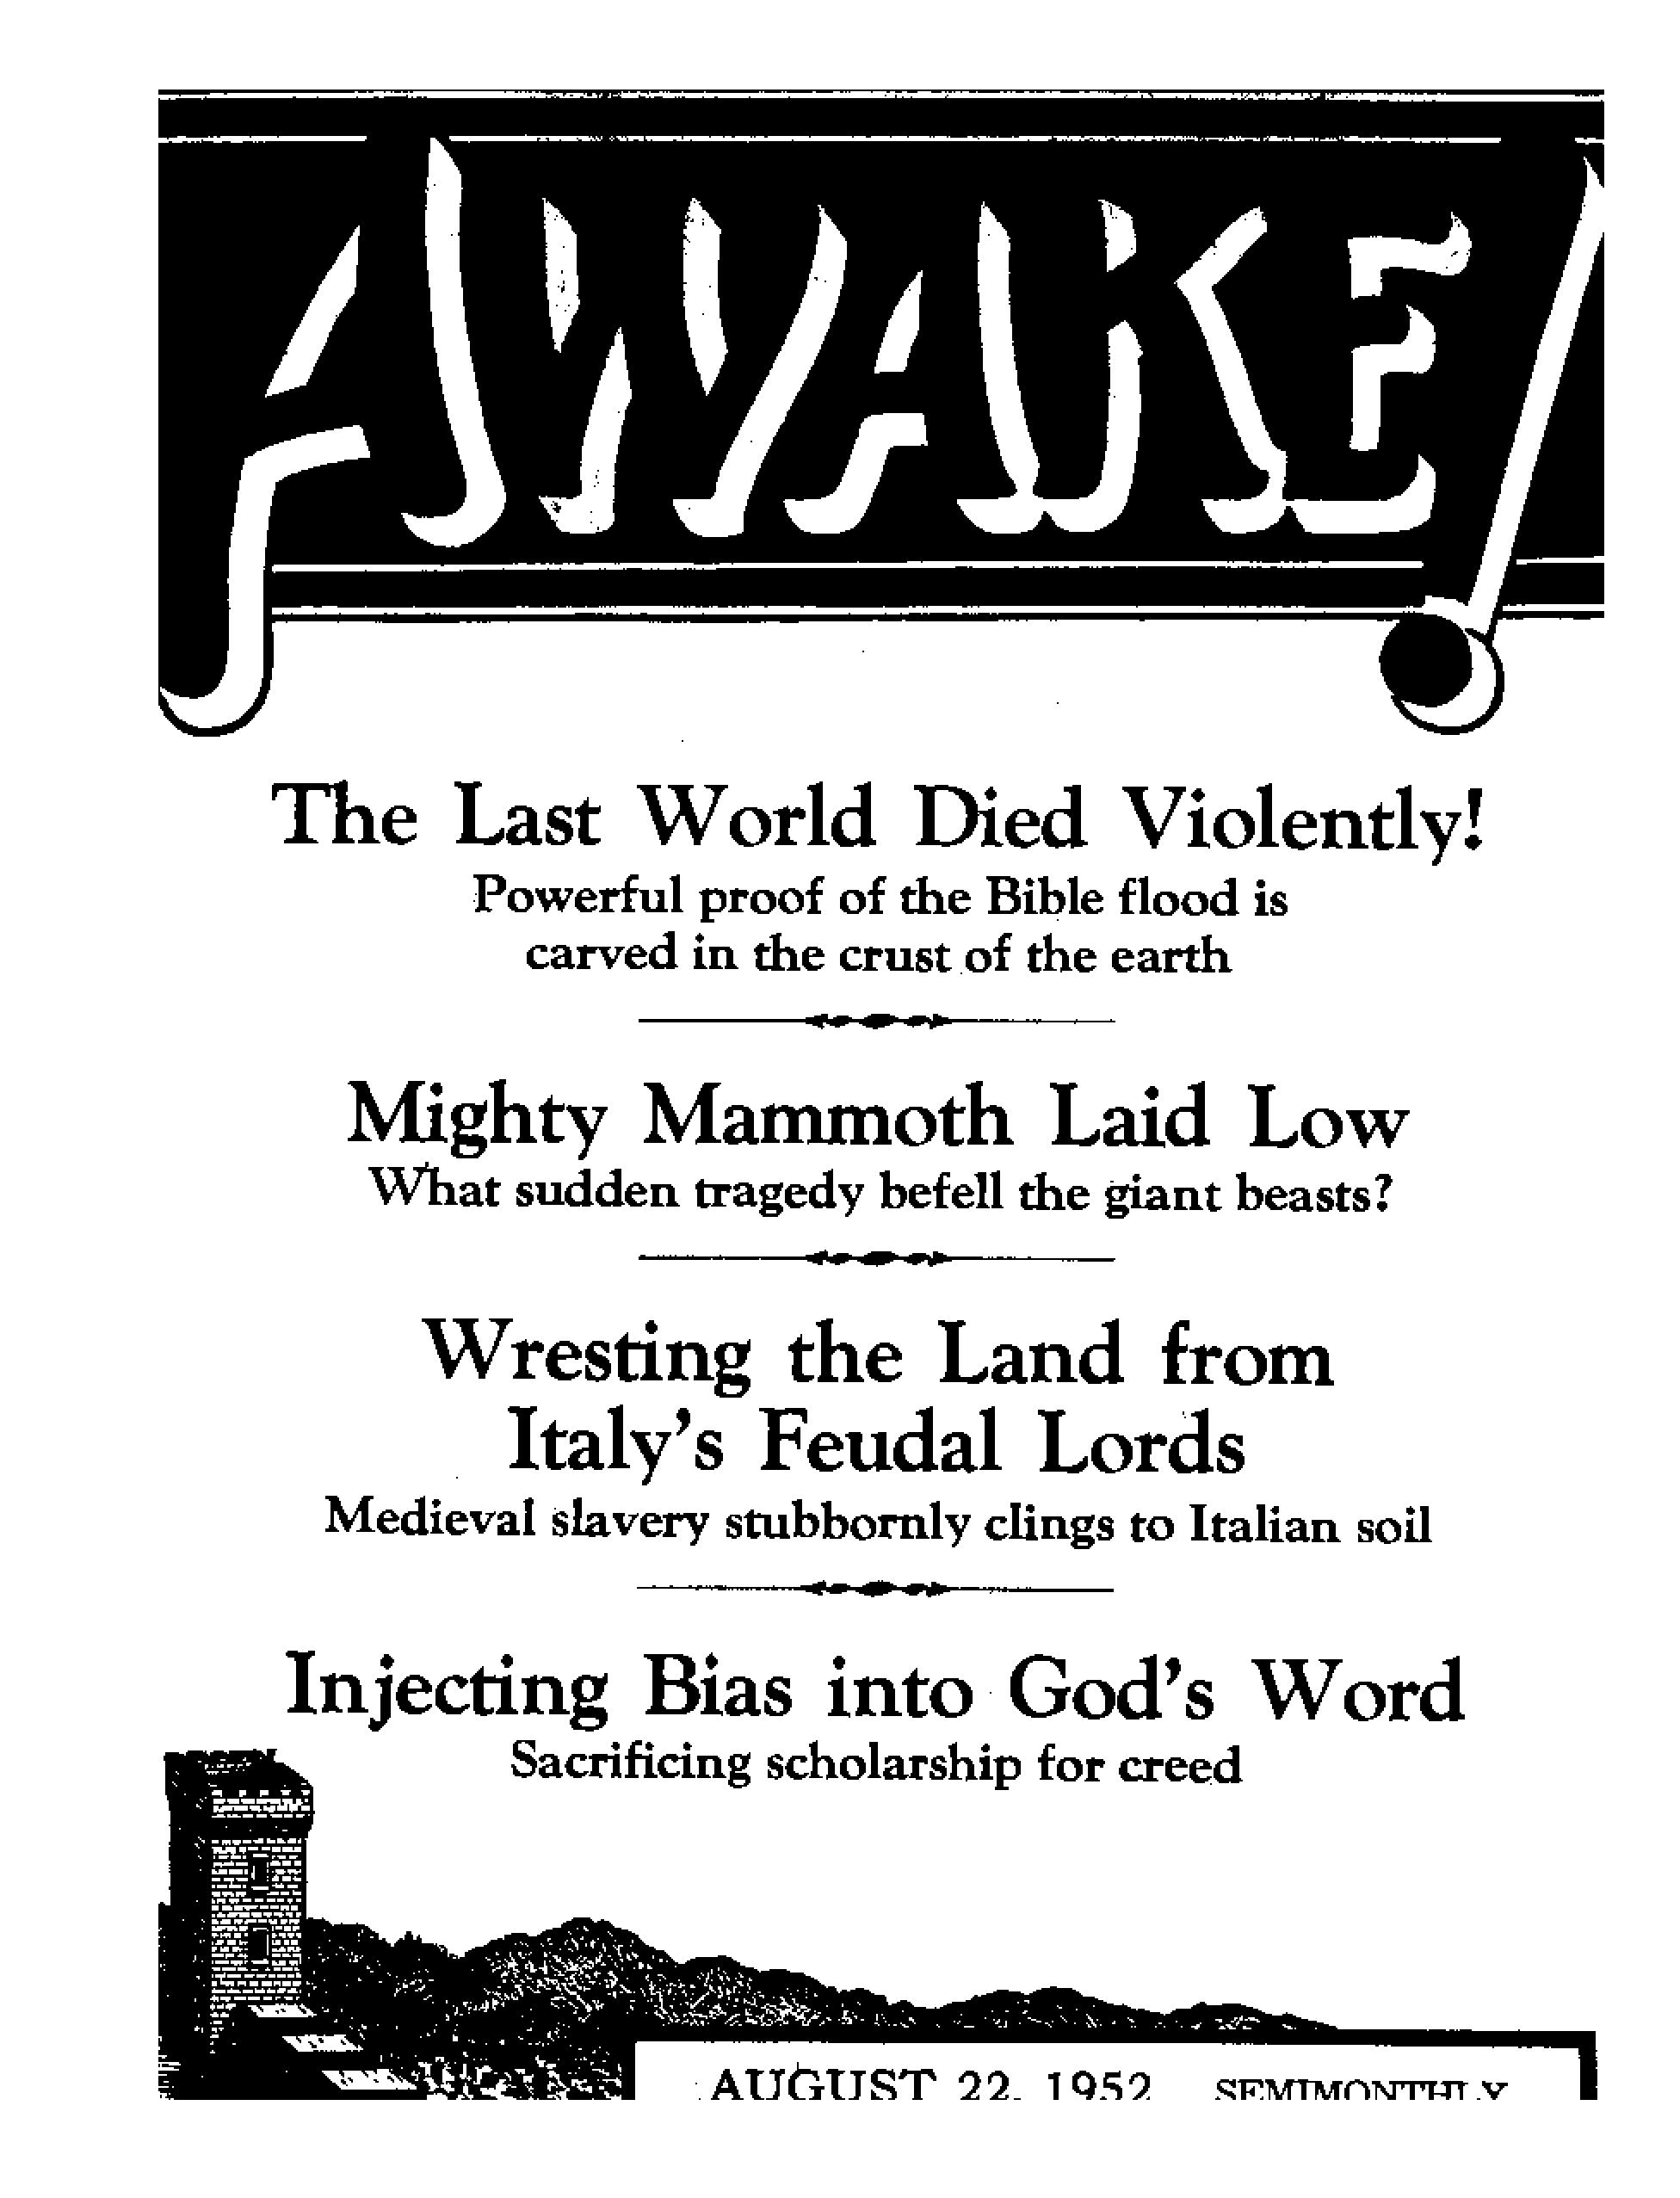 AWAKE!
The Last World Died Violently!
Powerful proof of the Bible flood is
carved in the crust of the earth
Mighty Mammoth Laid Low
What sudden tragedy befell the giant beasts?
Wresting the Land from
Italy's Feudal Lords
Medieval slavery stubbornly clings to Italian soil
Injecting Bias into God's Word
Sacrificing scholarship for creed
AUGUST 22, 1952 SEMIMONTHLY